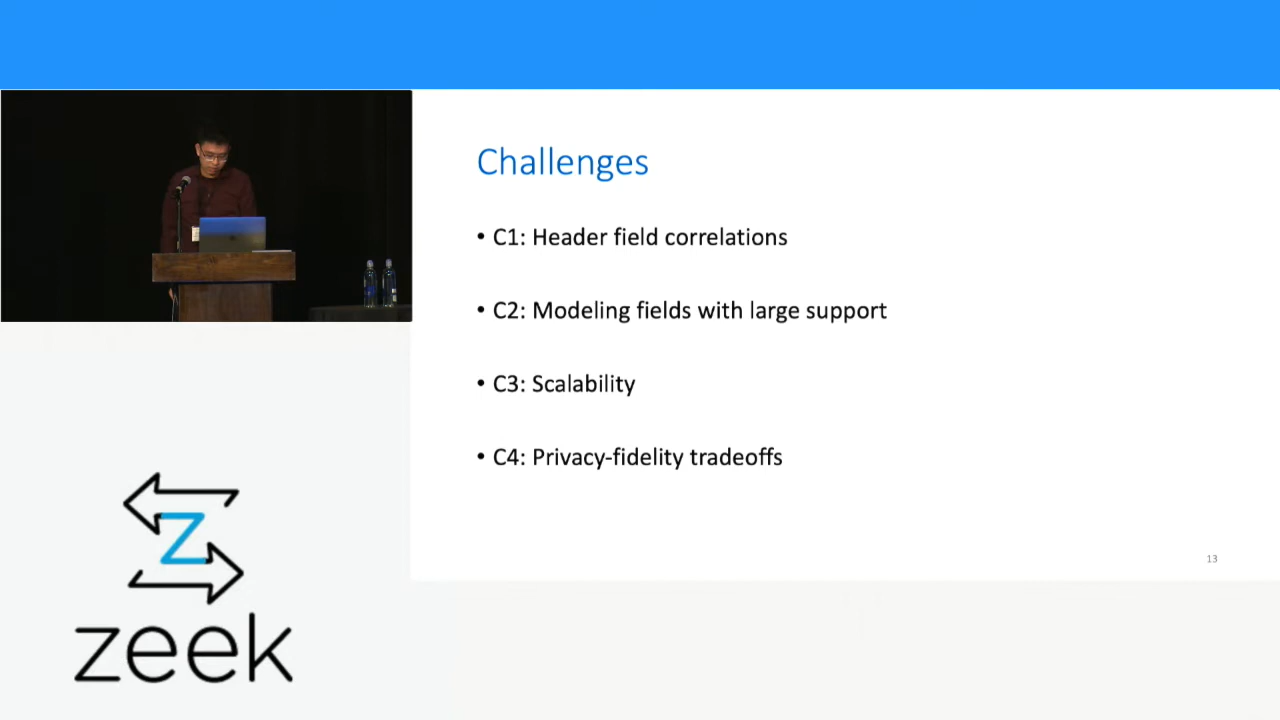 Challenges
• C1: Header field correlations
• C2: Modeling fields with large support
• C3: Scalability
• C4: Privacy-fidelity tradeoffs
13
z
zeek